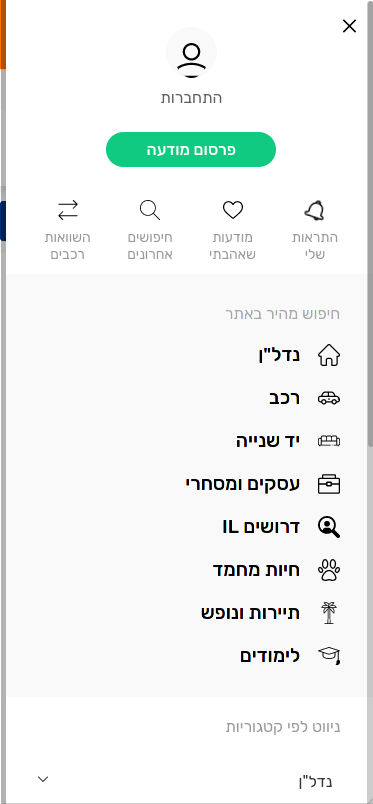 התחברות
פרסום מודעה
התראות שלי
מודעות שאהבתי
חיפושים אחרונים
השוואות רכבים
חיפוש מהיר באתר
נדל"ן
רכב
יד שנייה
עסקים ומסחרי
דרושים IL
חיות מחמד
תיירות ונופש
לימודים
ניווט לפי קטגוריות
נדל"ן